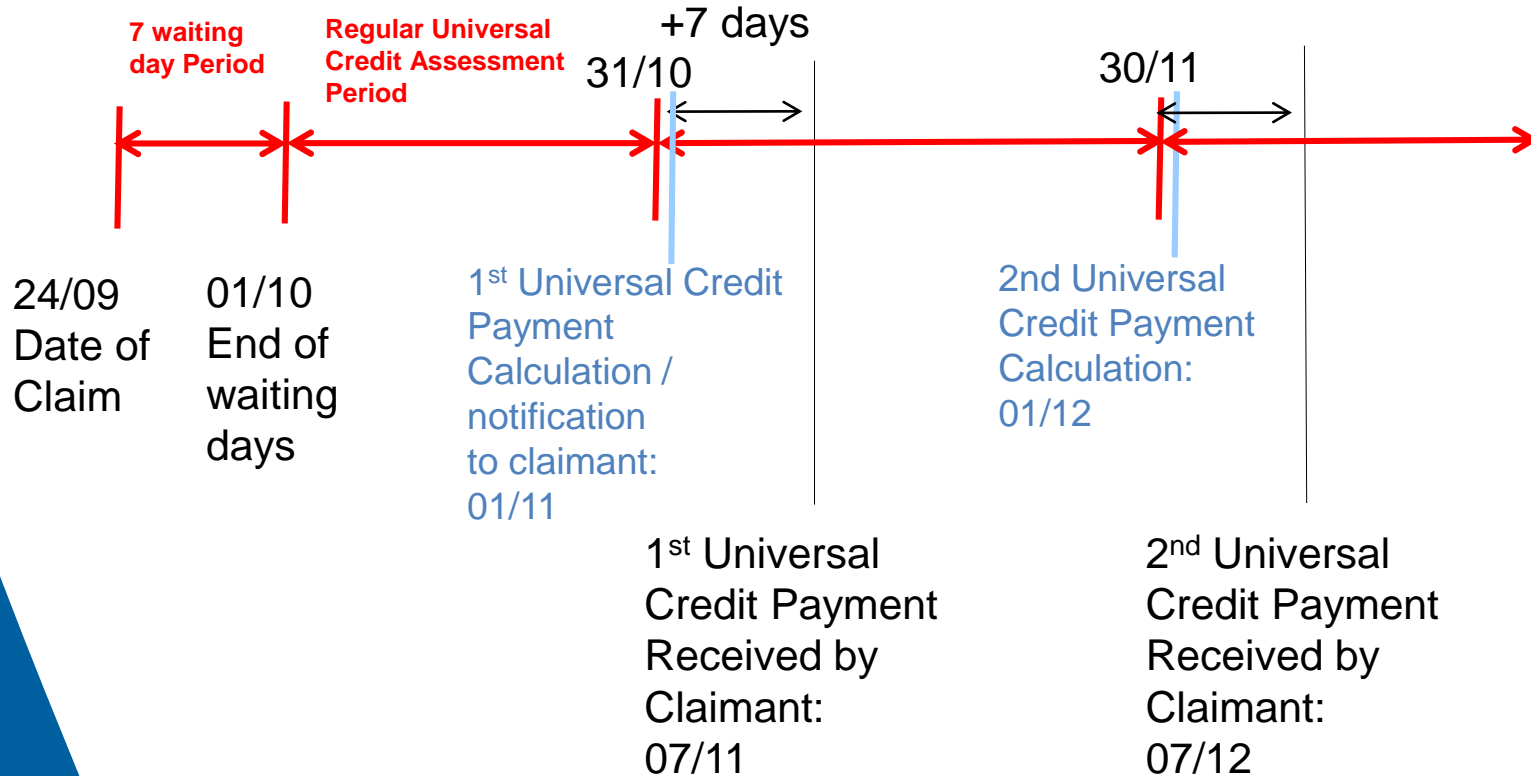 7 waiting
day Period
Regular Universal
Credit Assessment
Period
31/10
+7 days
30/11
24/09
Date of
Claim
01/10
End of
waiting
days
1st Universal Credit
Payment
Calculation /
notification
to claimant:
01/11
2nd Universal
Credit Payment
Calculation:
01/12
1st Universal
Credit Payment
Received by
Claimant:
07/11
2nd Universal
Credit Payment
Received by
Claimant:
07/12